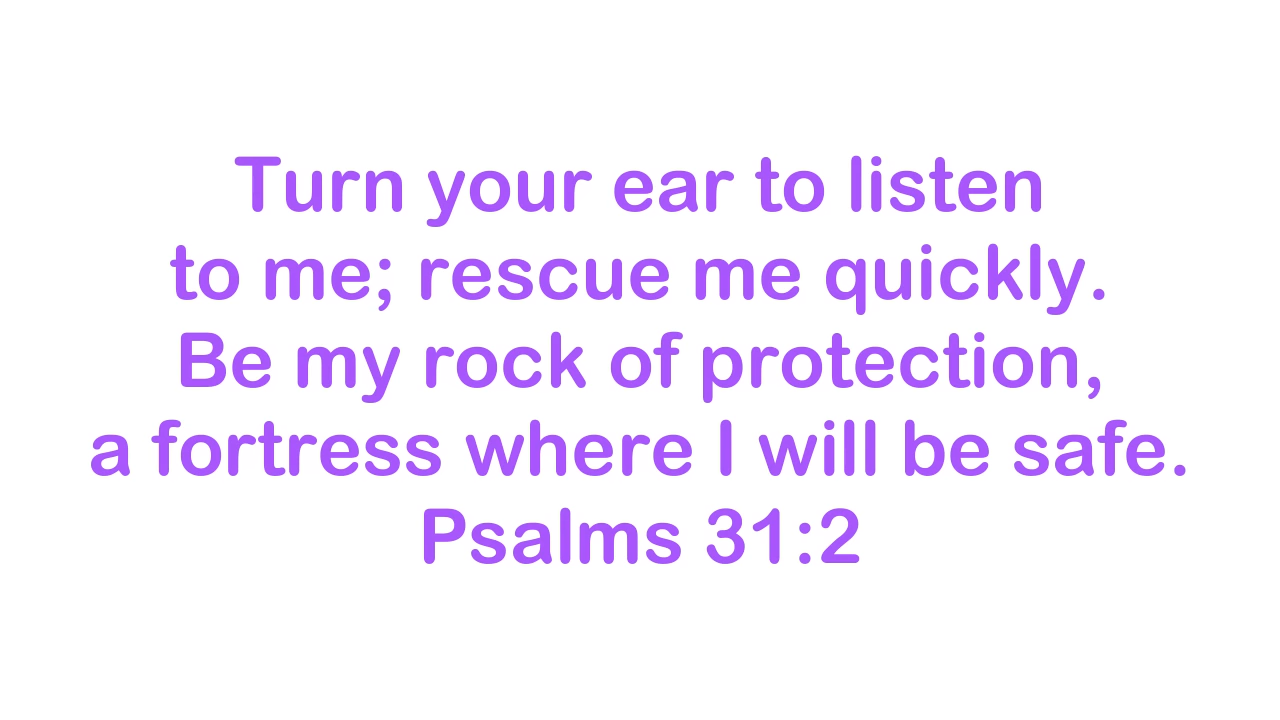 Turn your ear to listen
to me; rescue me quickly.
Be my rock of protection,
a fortress where I will be safe.
Psalms 31:2